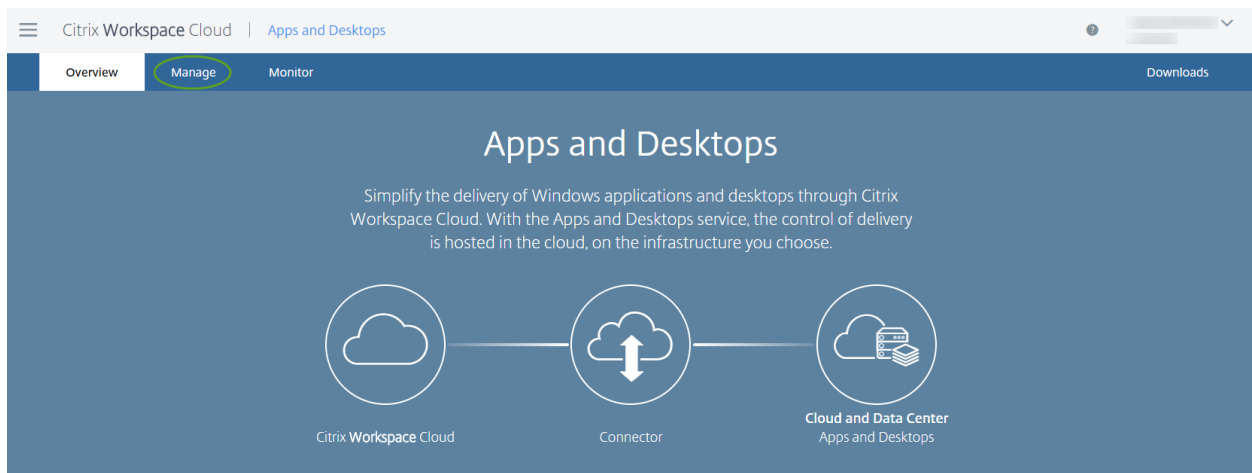 Citrix Workspace Cloud | Apps and Desktops
?
Overview Manage Monitor Downloads
Apps and Desktops
Simplify the delivery of Windows applications and desktops through Citrix
Workspace Cloud. With the Apps and Desktops service, the control of delivery
is hosted in the cloud, on the infrastructure you choose.
Citrix Workspace Cloud
Connector
Cloud and Data Center
Apps and Desktops